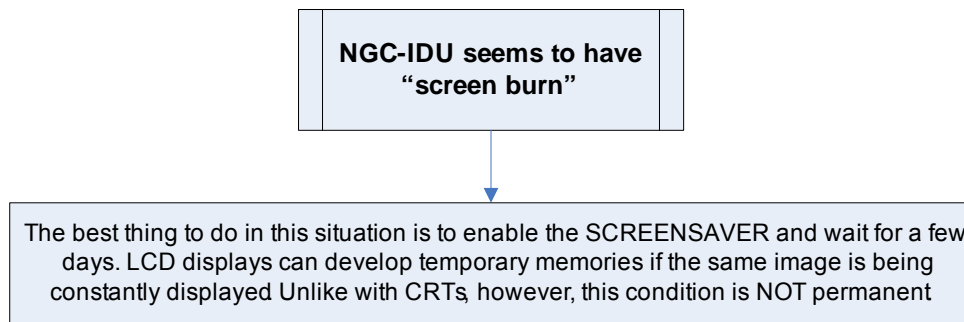 NGC-IDU seems to have
“screen burn”
The best thing to do in this situation is to enable the SCREENSAVER and wait for a few
days. LCD displays can develop temporary memories if the same image is being
constantly displayed. Unlike with CRTs, however, this condition is NOT permanent.